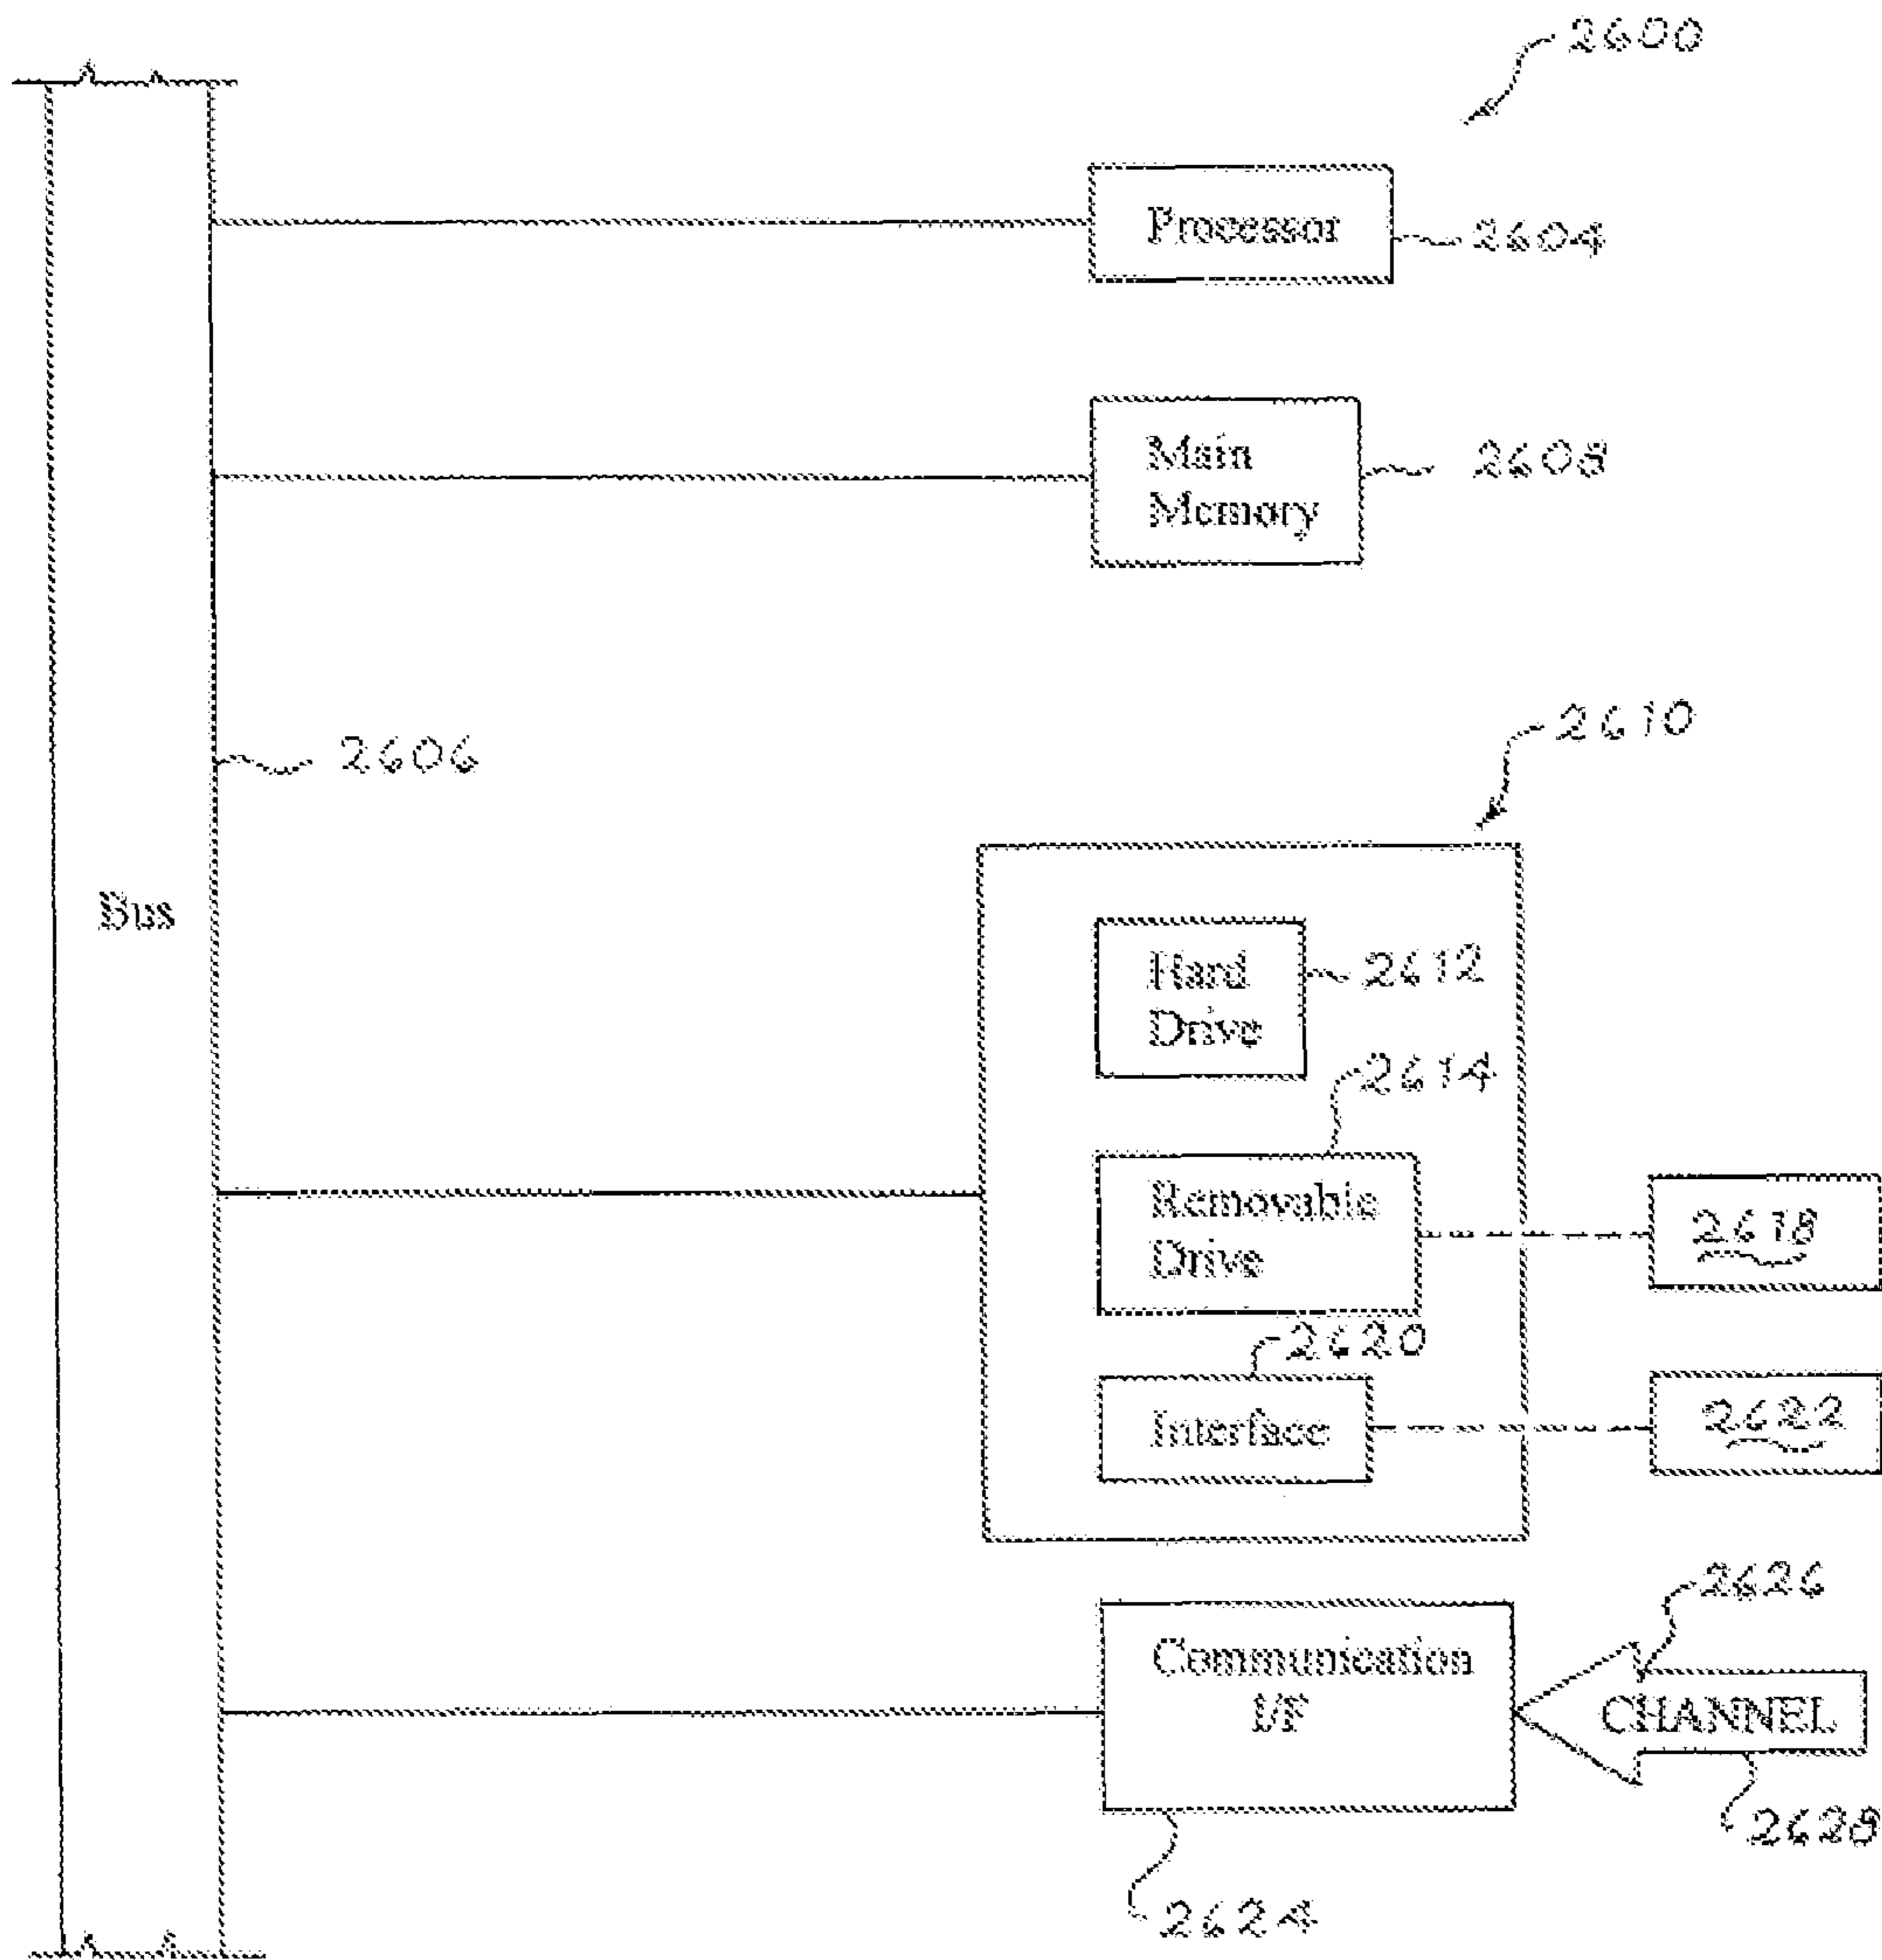 2600
Processor
2604
Main
Memory
2608
2606
2610
Bus
Hard
Drive
2612
2614
Removable
Drive
2618
2620
Interface
2622
2626
Communication
I/F
CHANNEL
2628
2624